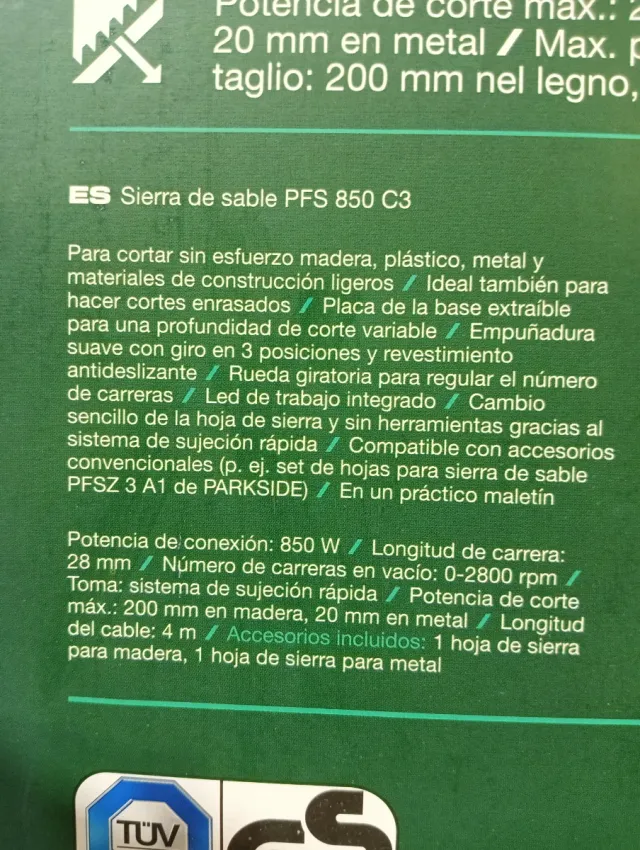 Potencia de corte máx.: 2
20 mm en metal / Max. p
taglio: 200 mm nel legno,
ES Sierra de sable PFS 850 C3
Para cortar sin esfuerzo madera, plástico, metal y
materiales de construcción ligeros / Ideal también para
hacer cortes enrasados / Placa de la base extraíble
para una profundidad de corte variable / Empuñadura
suave con giro en 3 posiciones y revestimiento
antideslizante / Rueda giratoria para regular el número
de carreras / Led de trabajo integrado / Cambio
sencillo de la hoja de sierra y sin herramientas gracias al
sistema de sujeción rápida / Compatible con accesorios
convencionales (p. ej. set de hojas para sierra de sable
PFSZ 3 A1 de PARKSIDE) / En un práctico maletín
Potencia de conexión: 850 W / Longitud de carrera:
28 mm / Número de carreras en vacío: 0-2800 rpm /
Toma: sistema de sujeción rápida / Potencia de corte
máx.: 200 mm en madera, 20 mm en metal / Longitud
del cable: 4 m / Accesorios incluidos: 1 hoja de sierra
para madera, 1 hoja de sierra para metal
TÜV GS